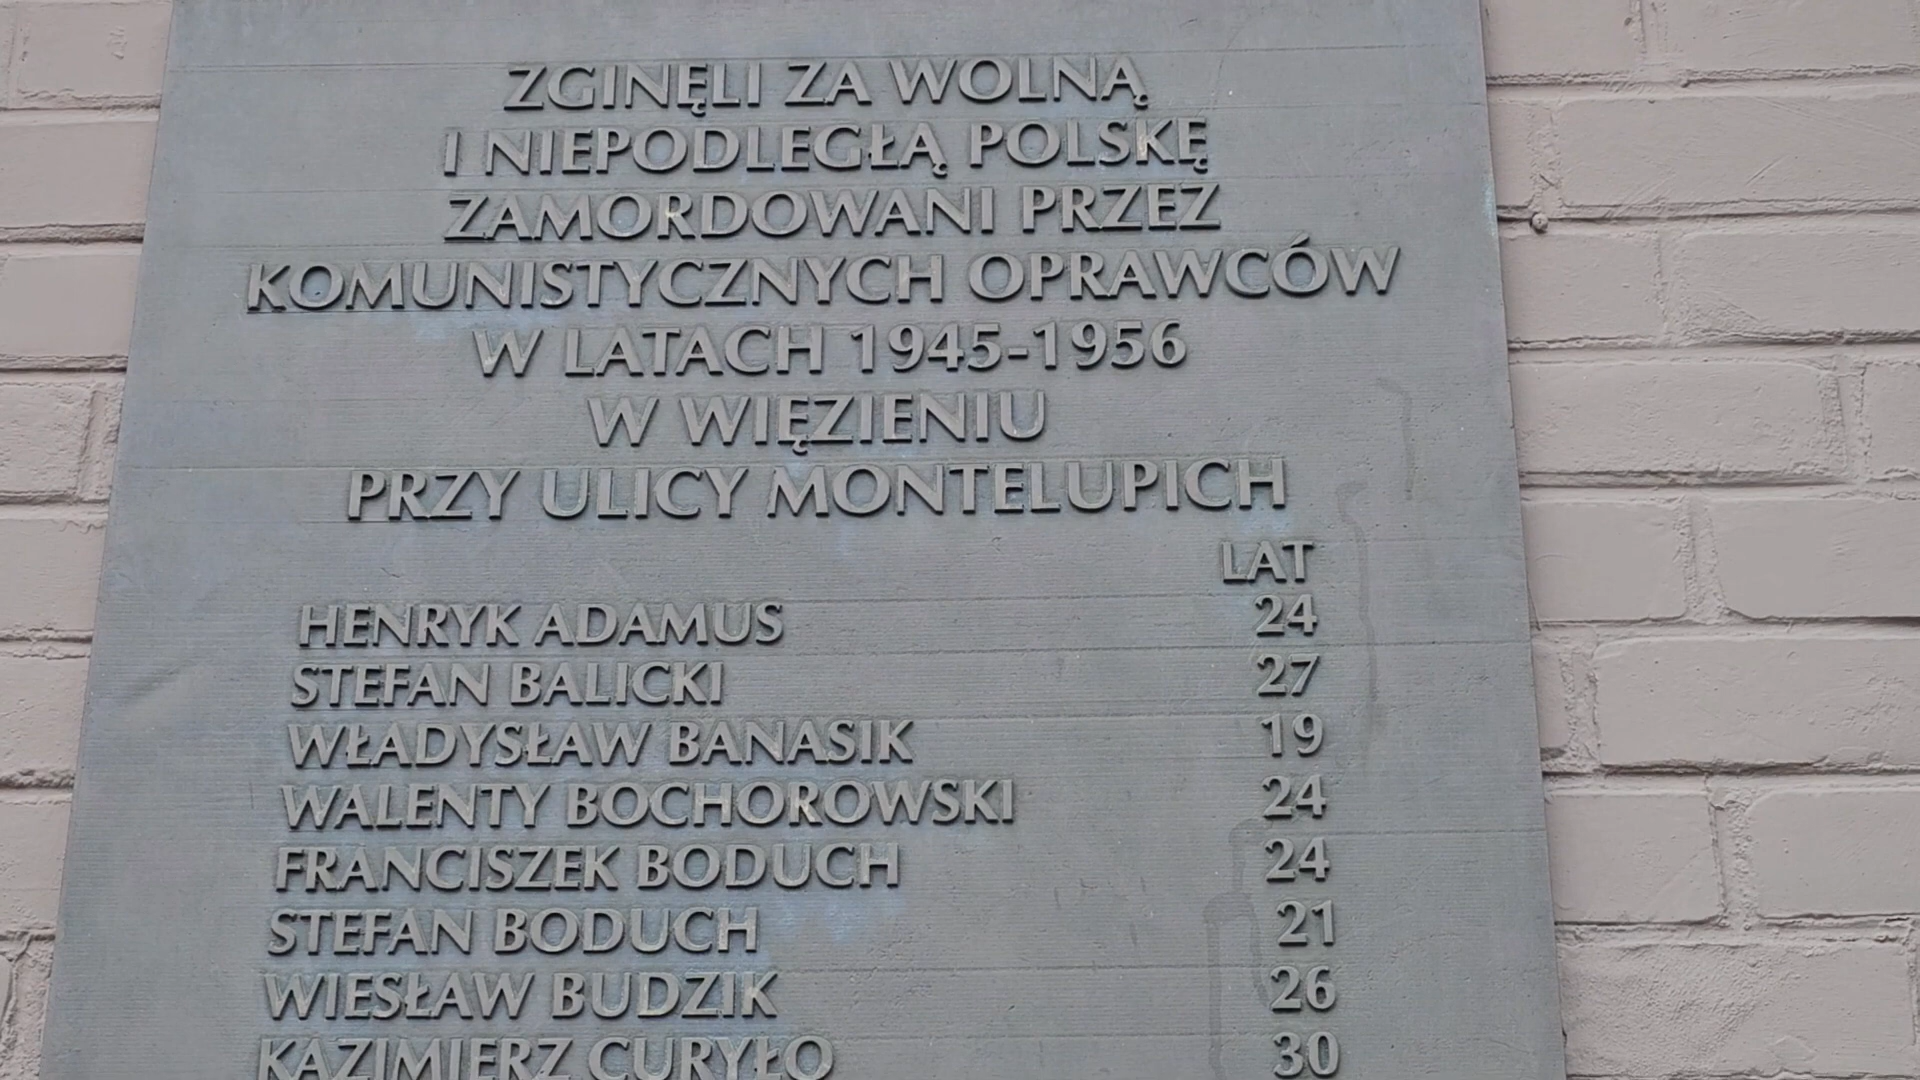 ZGINĘLI ZA WOLNĄ
I NIEPODLEGŁĄ POLSKĘ
ZAMORDOWANI PRZEZ
KOMUNISTYCZNYCH OPRAWCÓW
W LATACH 1945-1956
W WIĘZIENIU
PRZY ULICY MONTELUPICH
LAT
HENRYK ADAMUS 24
STEFAN BALICKI 27
WŁADYSŁAW BANASIK 19
WALENTY BOCHOROWSKI 24
FRANCISZEK BODUCH 24
STEFAN BODUCH 21
WIESŁAW BUDZIK 26
KAZIMIERZ CURYŁO 30